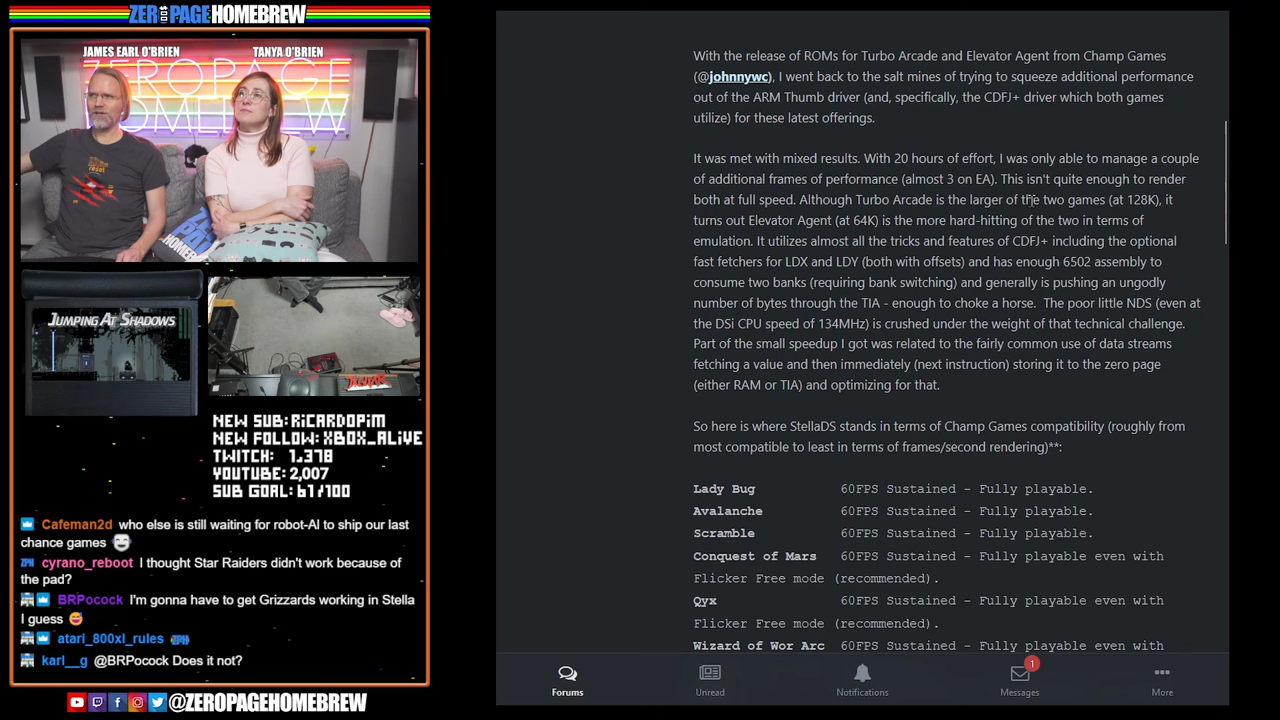 ZEROPAGE HOMEBREW
JAMES EARL O'BRIEN
TANYA O'BRIEN
ZEROPAGE
HOMEBREW
JUMPING AT SHADOWS
NEW SUB: RICARDOPIM
NEW FOLLOW: XBOX_ALIVE
TWITCH: 1,378
YOUTUBE: 2,007
SUB GOAL: 67/100
Cafeman2d who else is still waiting for robot-AI to ship our last
chance games
cyrano_reboot I thought Star Raiders didn't work because of
the pad?
BRPocock I'm gonna have to get Grizzards working in Stella
I guess
atari_800xl_rules ZPH
karl__g @BRPocock Does it not?
@ZEROPAGEHOMEBREW
With the release of ROMs for Turbo Arcade and Elevator Agent from Champ Games
(@johnnywc), I went back to the salt mines of trying to squeeze additional performance
out of the ARM Thumb driver (and, specifically, the CDFJ+ driver which both games
utilize) for these latest offerings.
It was met with mixed results. With 20 hours of effort, I was only able to manage a couple
of additional frames of performance (almost 3 on EA). This isn't quite enough to render
both at full speed. Although Turbo Arcade is the larger of the two games (at 128K), it
turns out Elevator Agent (at 64K) is the more hard-hitting of the two in terms of
emulation. It utilizes almost all the tricks and features of CDFJ+ including the optional
fast fetchers for LDX and LDY (both with offsets) and has enough 6502 assembly to
consume two banks (requiring bank switching) and generally is pushing an ungodly
number of bytes through the TIA - enough to choke a horse. The poor little NDS (even at
the DSi CPU speed of 134MHz) is crushed under the weight of that technical challenge.
Part of the small speedup I got was related to the fairly common use of data streams
fetching a value and then immediately (next instruction) storing it to the zero page
(either RAM or TIA) and optimizing for that.
So here is where StellaDS stands in terms of Champ Games compatibility (roughly from
most compatible to least in terms of frames/second rendering)**:
Lady Bug 60FPS Sustained - Fully playable.
Avalanche 60FPS Sustained - Fully playable.
Scramble 60FPS Sustained - Fully playable.
Conquest of Mars 60FPS Sustained - Fully playable even with
Flicker Free mode (recommended).
Qyx 60FPS Sustained - Fully playable even with
Flicker Free mode (recommended).
Wizard of Wor Arc 60FPS Sustained - Fully playable even with
1
Forums
Unread
Notifications
Messages
More